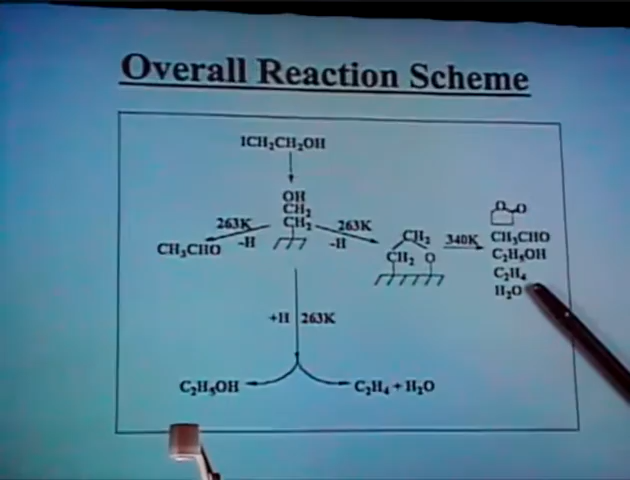 Overall Reaction Scheme
ICH₂CH₂OH
OH
CH₂
CH₂
263K
-H
263K
-H
CH₃CHO
CH₂
CH₂ O
340K
O O
CH₃CHO
C₂H₅OH
C₂H₄
H₂O
+H 263K
C₂H₅OH
C₂H₄ + H₂O